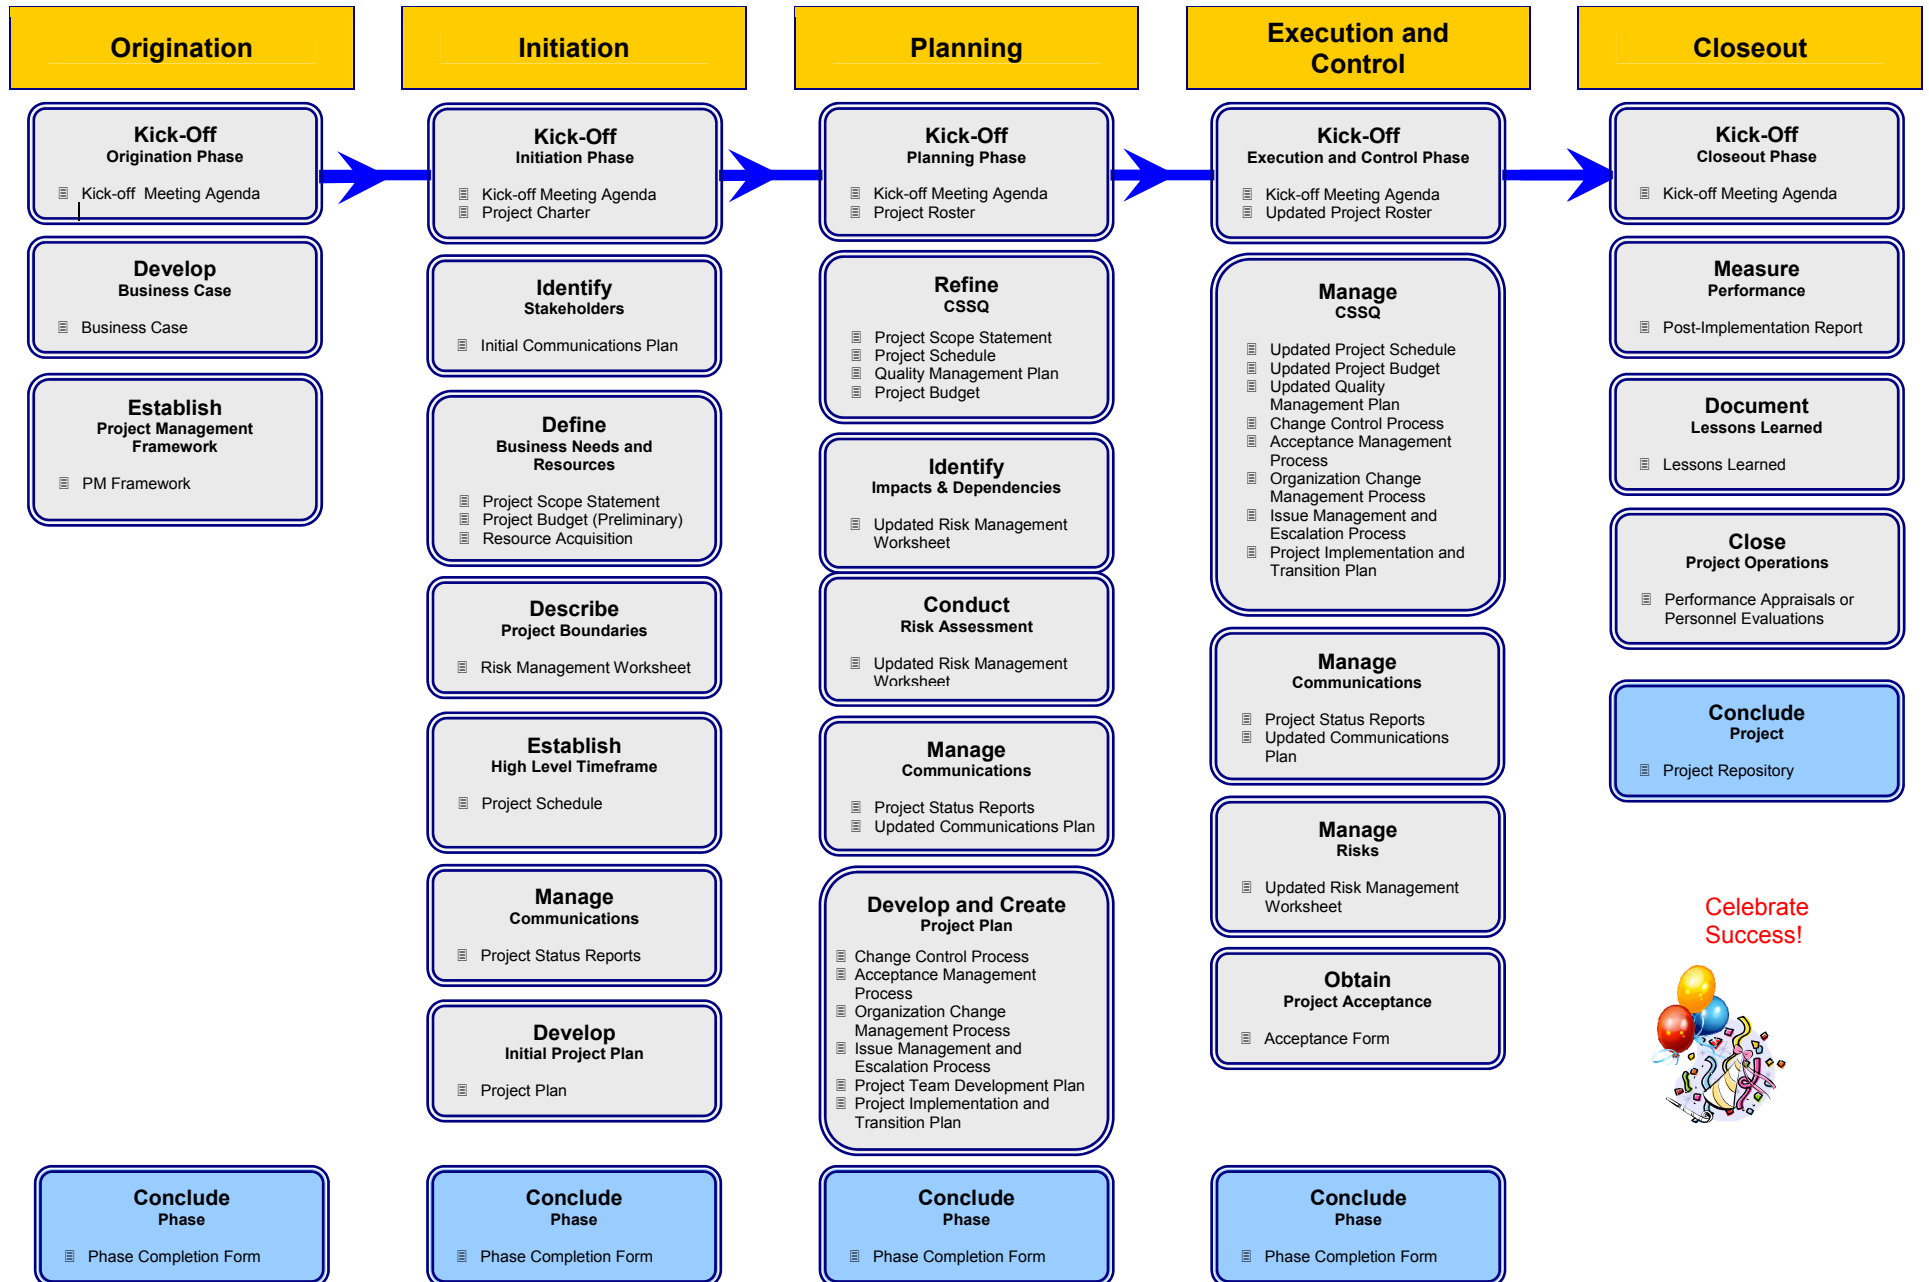 Origination
Kick-Off
Origination Phase
Kick-off Meeting Agenda
Develop
Business Case
Business Case
Establish
Project Management
Framework
PM Framework
Conclude
Phase
Phase Completion Form
Initiation
Kick-Off
Initiation Phase
Kick-off Meeting Agenda
Project Charter
Identify
Stakeholders
Initial Communications Plan
Define
Business Needs and
Resources
Project Scope Statement
Project Budget (Preliminary)
Resource Acquisition
Describe
Project Boundaries
Risk Management Worksheet
Establish
High Level Timeframe
Project Schedule
Manage
Communications
Project Status Reports
Develop
Initial Project Plan
Project Plan
Conclude
Phase
Phase Completion Form
Planning
Kick-Off
Planning Phase
Kick-off Meeting Agenda
Project Roster
Refine
CSSQ
Project Scope Statement
Project Schedule
Quality Management Plan
Project Budget
Identify
Impacts & Dependencies
Updated Risk Management
Worksheet
Conduct
Risk Assessment
Updated Risk Management
Worksheet
Manage
Communications
Project Status Reports
Updated Communications Plan
Develop and Create
Project Plan
Change Control Process
Acceptance Management
Process
Organization Change
Management Process
Issue Management and
Escalation Process
Project Team Development Plan
Project Implementation and
Transition Plan
Conclude
Phase
Phase Completion Form
Execution and
Control
Kick-Off
Execution and Control Phase
Kick-off Meeting Agenda
Updated Project Roster
Manage
CSSQ
Updated Project Schedule
Updated Project Budget
Updated Quality
Management Plan
Change Control Process
Acceptance Management
Process
Organization Change
Management Process
Issue Management and
Escalation Process
Project Implementation and
Transition Plan
Manage
Communications
Project Status Reports
Updated Communications
Plan
Manage
Risks
Updated Risk Management
Worksheet
Obtain
Project Acceptance
Acceptance Form
Conclude
Phase
Phase Completion Form
Closeout
Kick-Off
Closeout Phase
Kick-off Meeting Agenda
Measure
Performance
Post-Implementation Report
Document
Lessons Learned
Lessons Learned
Close
Project Operations
Performance Appraisals or
Personnel Evaluations
Conclude
Project
Project Repository
Celebrate
Success!